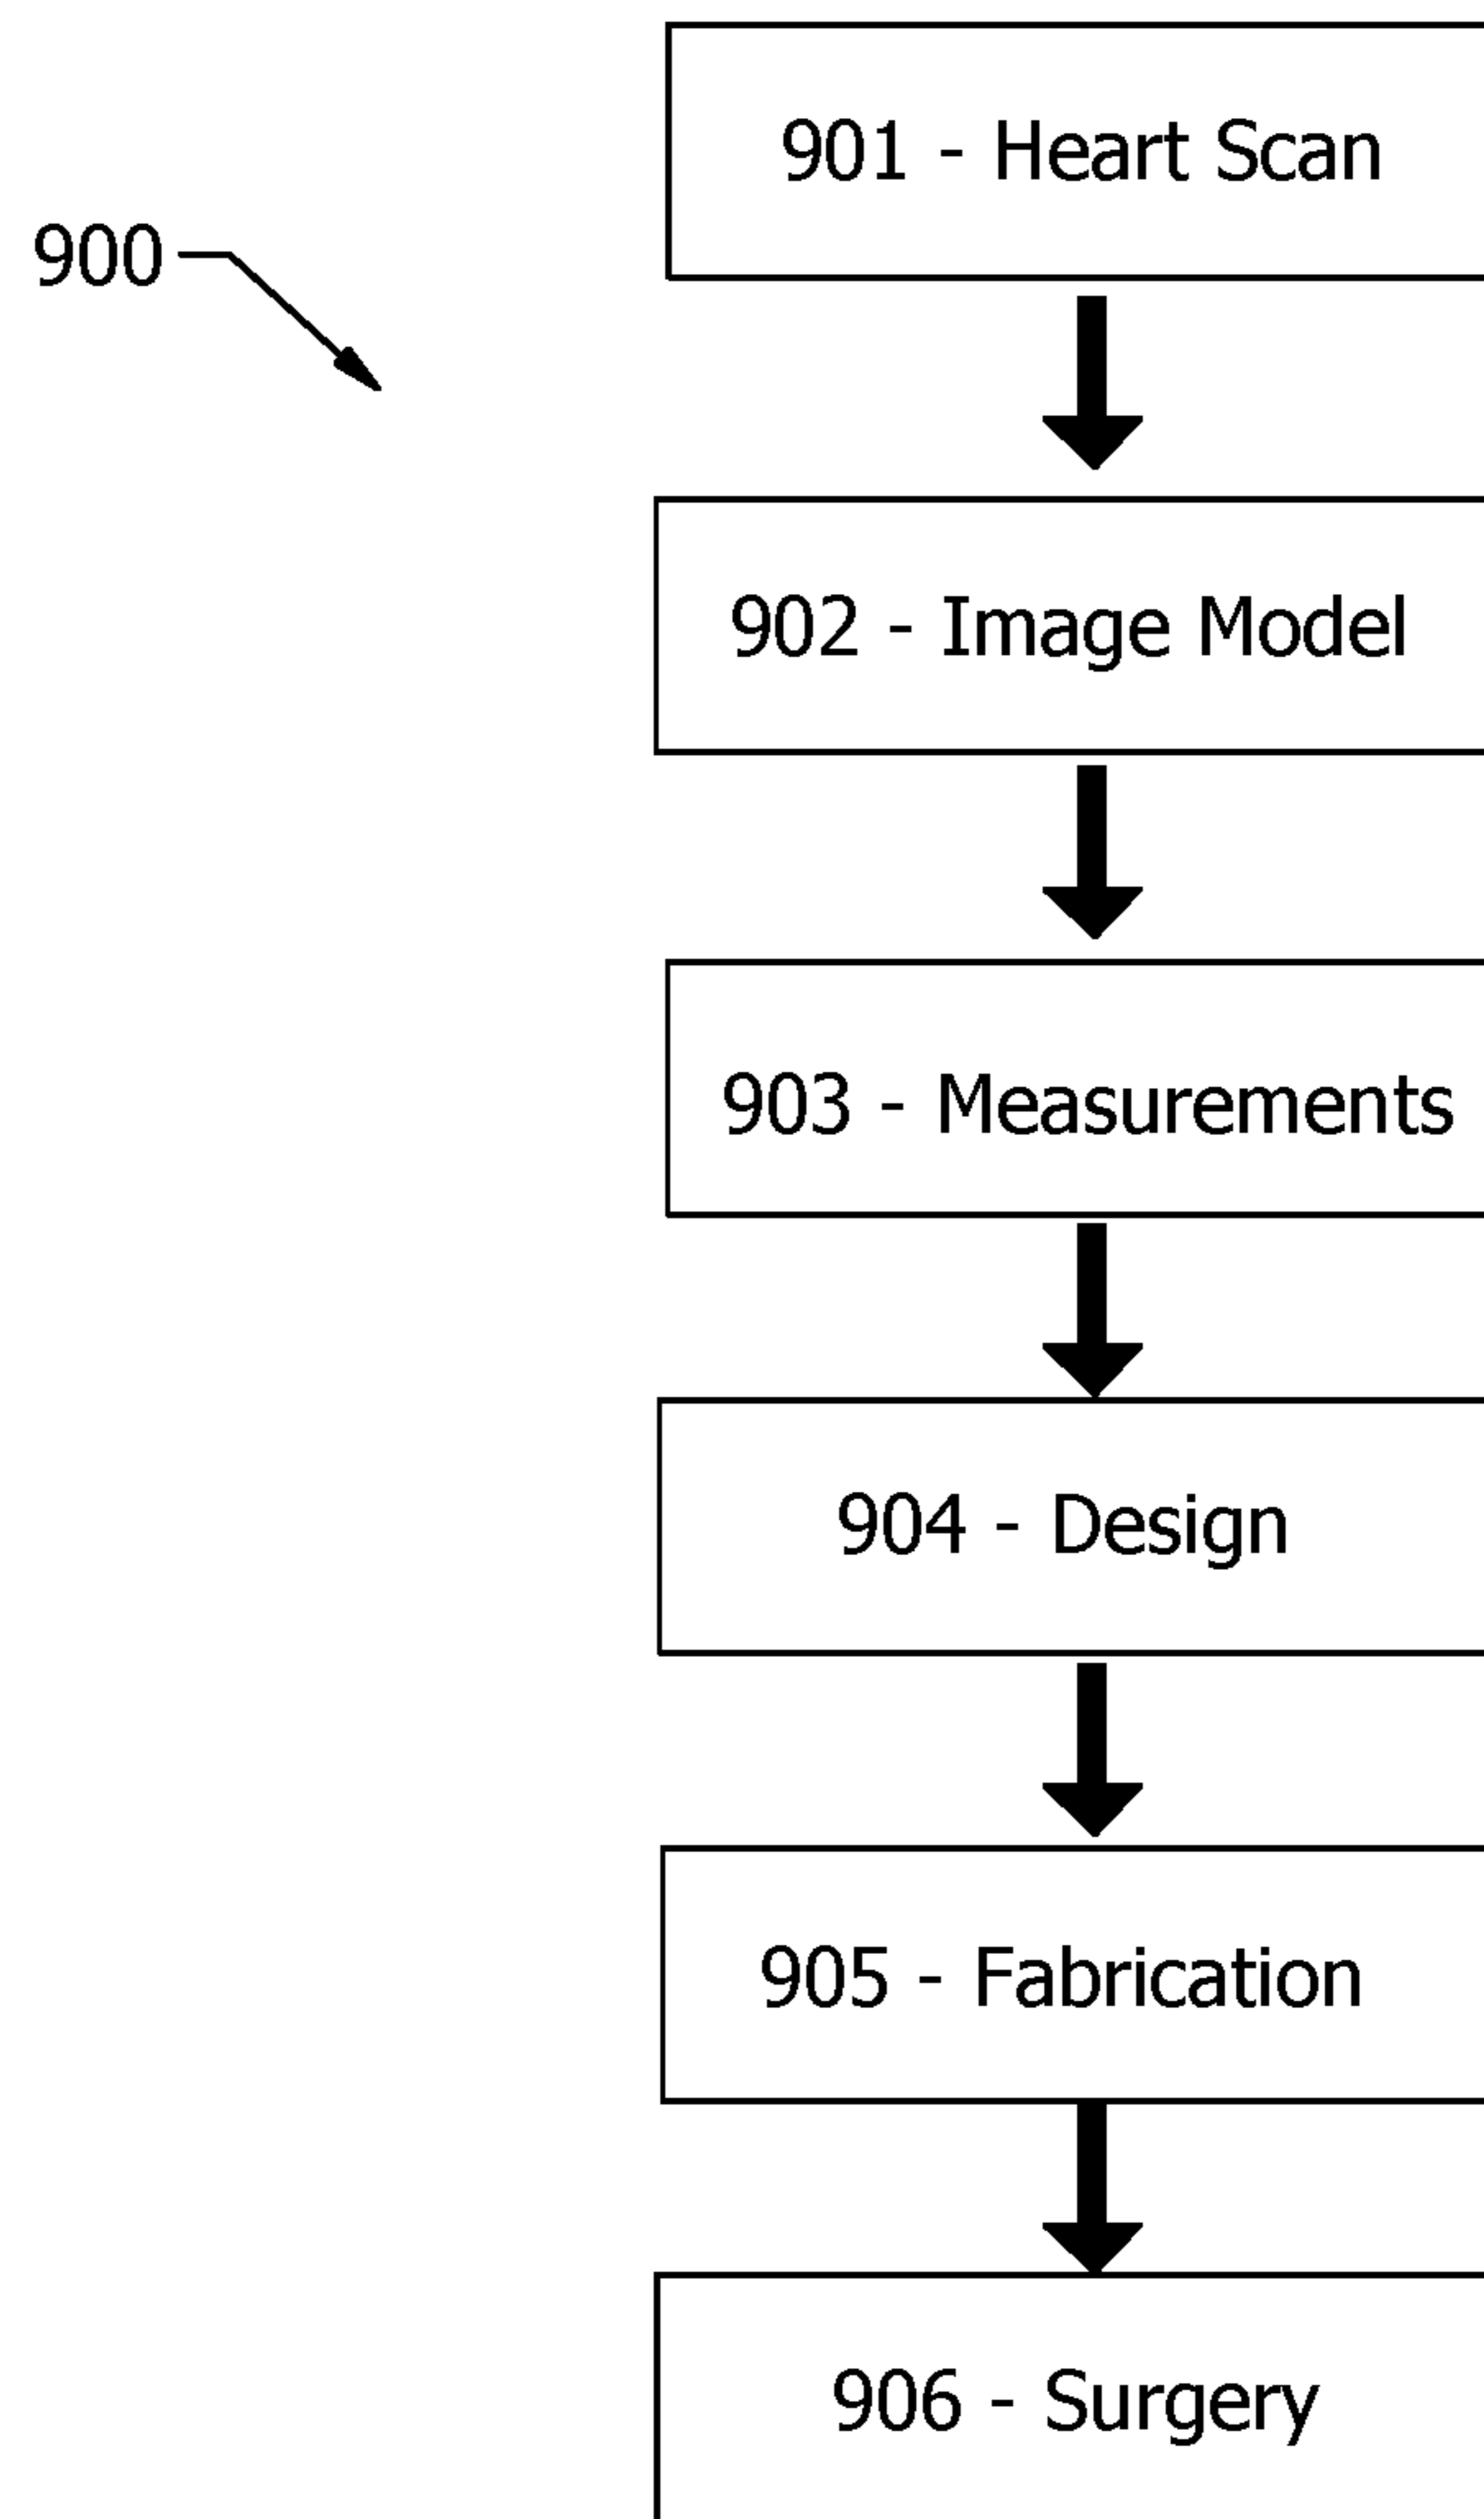 901 - Heart Scan
900
902 - Image Model
903 - Measurements
904 - Design
905 - Fabrication
906 - Surgery